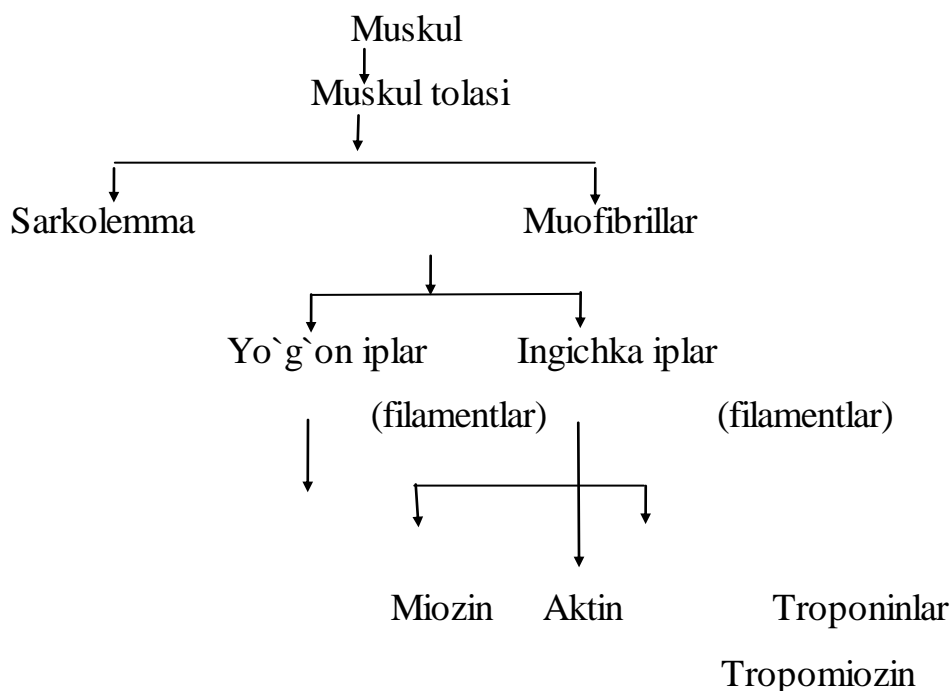 Muskul
Muskul tolasi
Sarkolemma Muofibrillar
Yo`g`on iplar Ingichka iplar
(filamentlar) (filamentlar)
Miozin Aktin Troponinlar
Tropomiozin